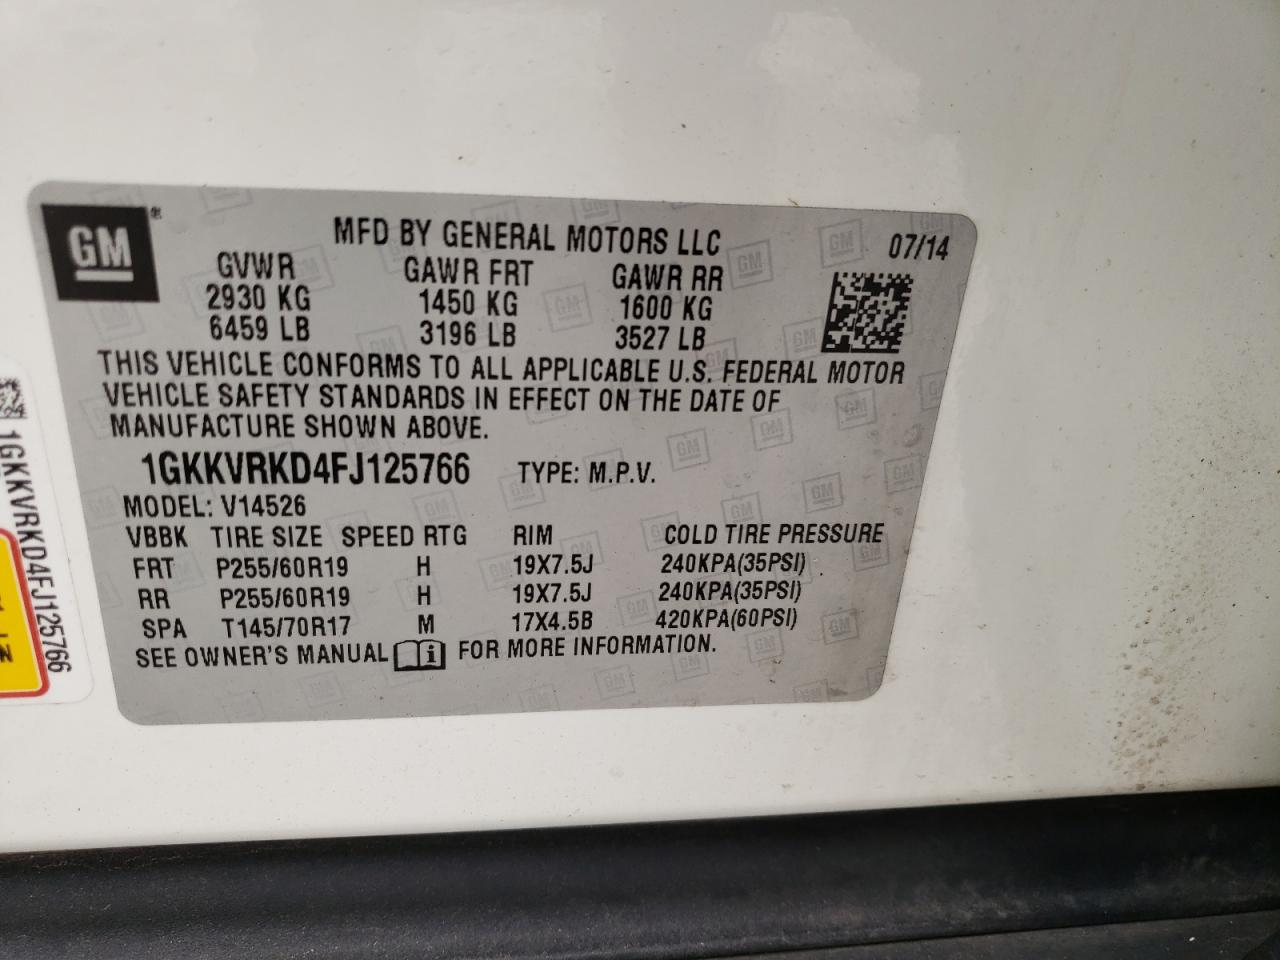 GM
MFD BY GENERAL MOTORS LLC 07/14
GVWR GAWR FRT GAWR RR
2930 KG 1450 KG 1600 KG
6459 LB 3196 LB 3527 LB
THIS VEHICLE CONFORMS TO ALL APPLICABLE U.S. FEDERAL MOTOR
VEHICLE SAFETY STANDARDS IN EFFECT ON THE DATE OF
MANUFACTURE SHOWN ABOVE.
1GKKVRKD4FJ125766 TYPE: M.P.V.
MODEL: V14526
VBBK TIRE SIZE SPEED RTG RIM COLD TIRE PRESSURE
FRT P255/60R19 H 19X7.5J 240KPA(35PSI)
RR P255/60R19 H 19X7.5J 240KPA(35PSI)
SPA T145/70R17 M 17X4.5B 420KPA(60PSI)
SEE OWNER'S MANUAL FOR MORE INFORMATION.
1GKKVRKD4FJ125766